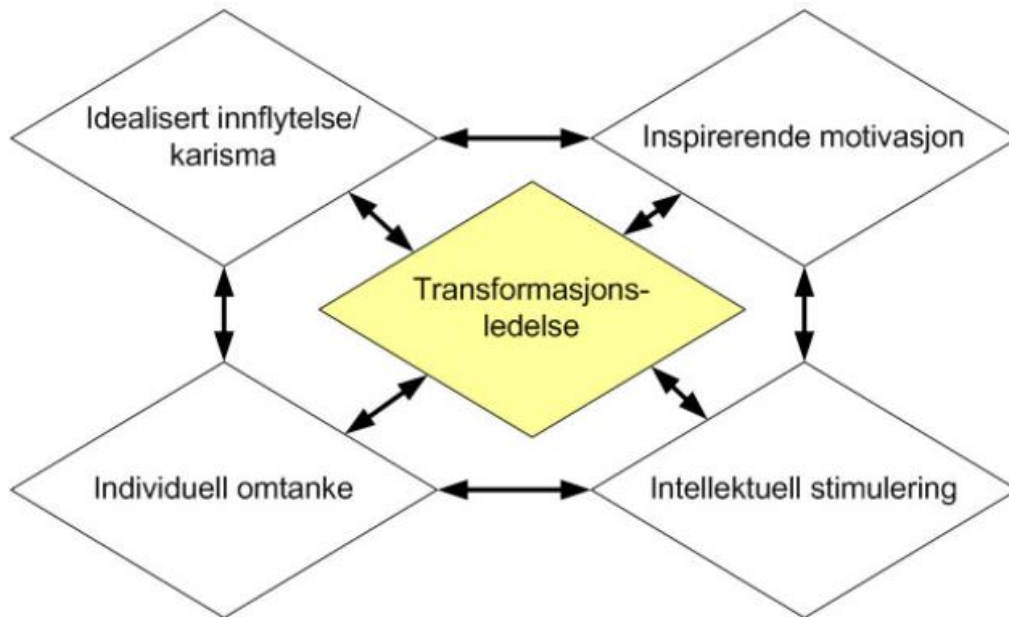 Idealisert innflytelse/
karisma
Inspirerende motivasjon
Transformasjons-
ledelse
Individuell omtanke
Intellektuell stimulering